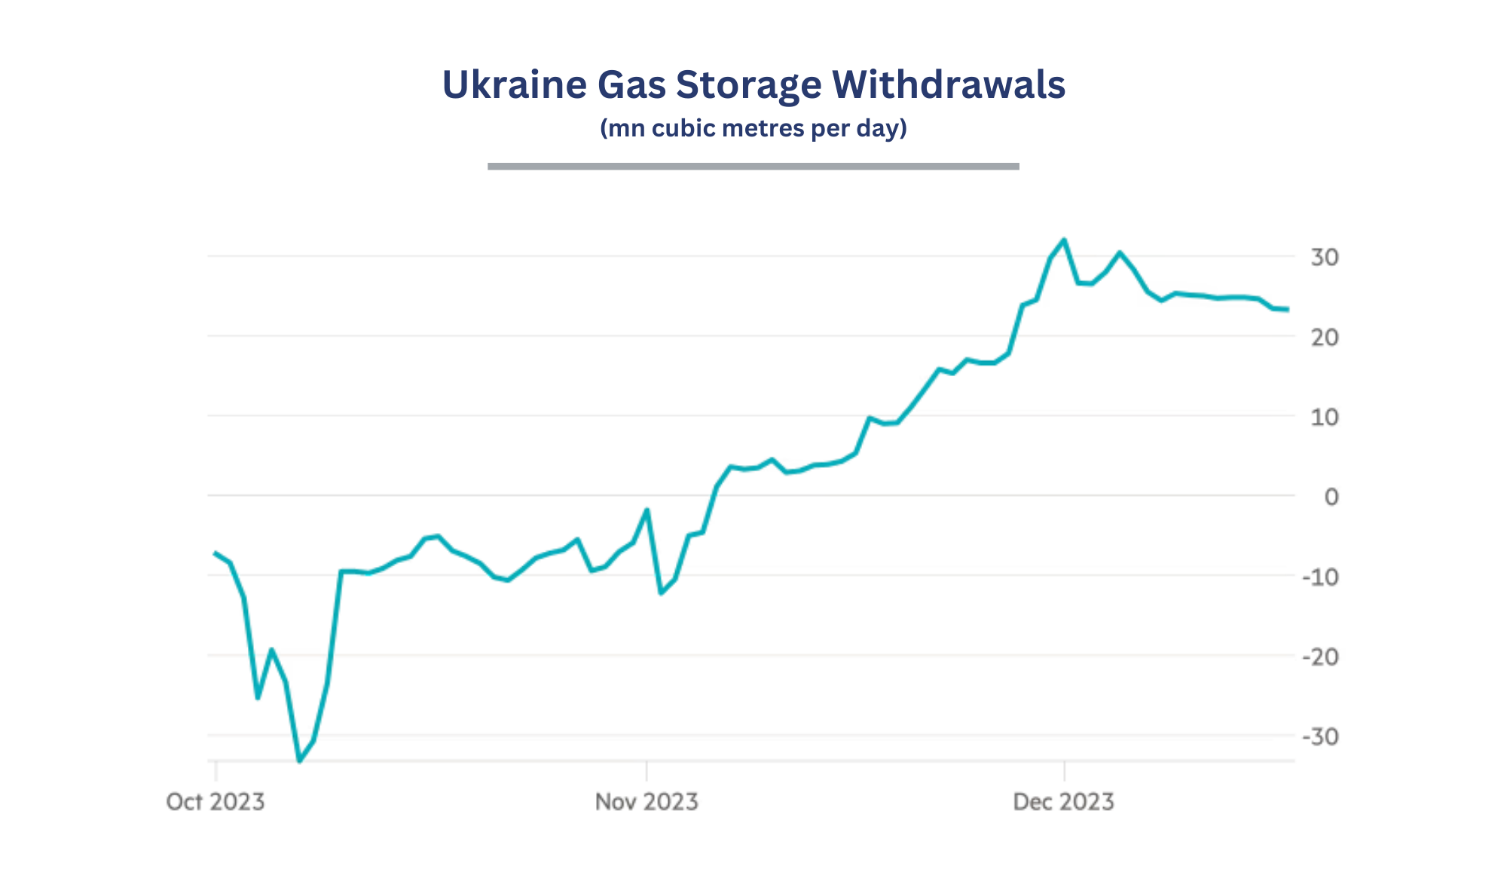 Ukraine Gas Storage Withdrawals
(mn cubic metres per day)
30
20
10
0
-10
-20
-30
Oct 2023
Nov 2023
Dec 2023